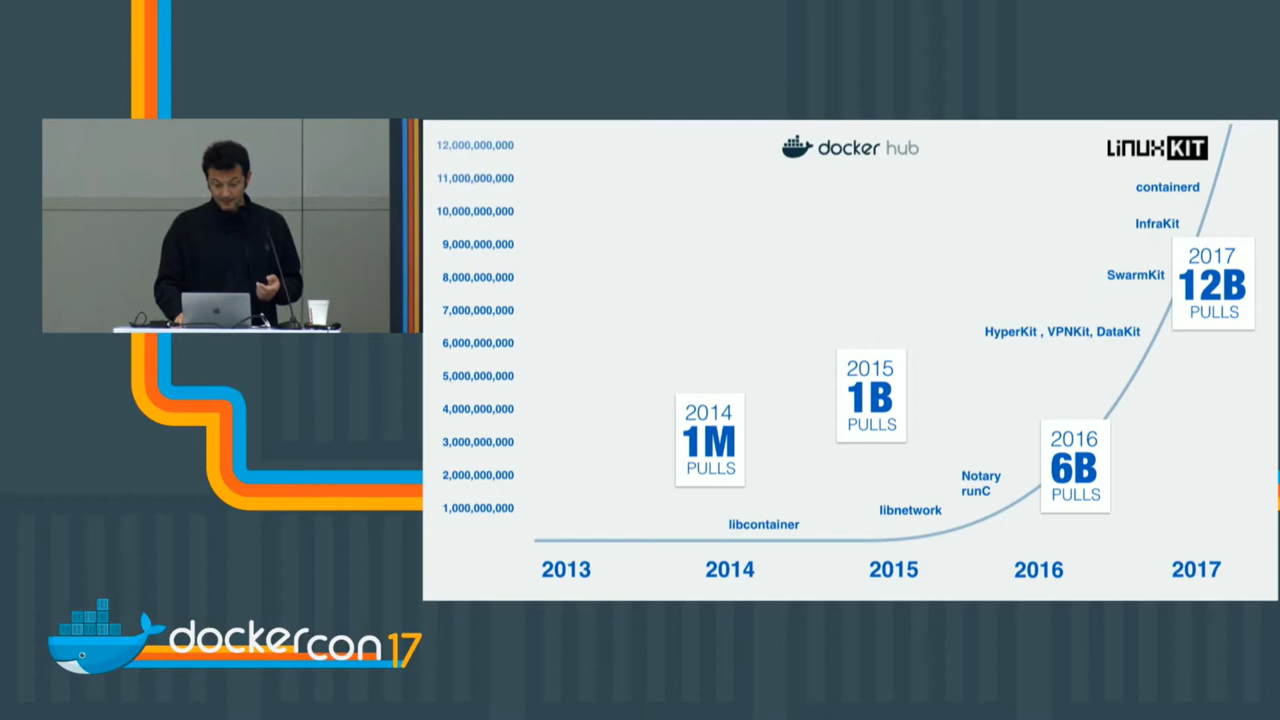 12,000,000,000
11,000,000,000
10,000,000,000
9,000,000,000
8,000,000,000
7,000,000,000
6,000,000,000
5,000,000,000
4,000,000,000
3,000,000,000
2,000,000,000
1,000,000,000
docker hub
LINUXKIT
containerd
InfraKit
SwarmKit
HyperKit , VPNKit, DataKit
Notary
runC
libnetwork
libcontainer
2014
1M
PULLS
2015
1B
PULLS
2016
6B
PULLS
2017
12B
PULLS
2013
2014
2015
2016
2017
dockercon17